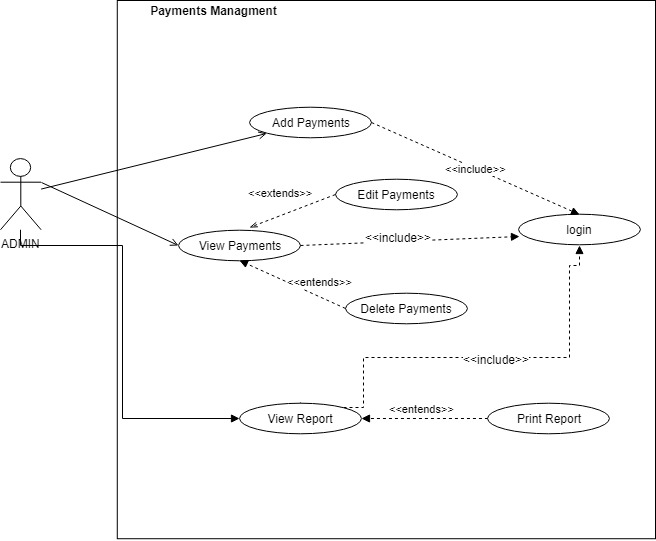 Payments Managment
Add Payments
<<include>>
<<extends>>
Edit Payments
login
ADMIN
View Payments
<<include>>
<<entends>>
Delete Payments
<<include>>
<<entends>>
View Report
Print Report